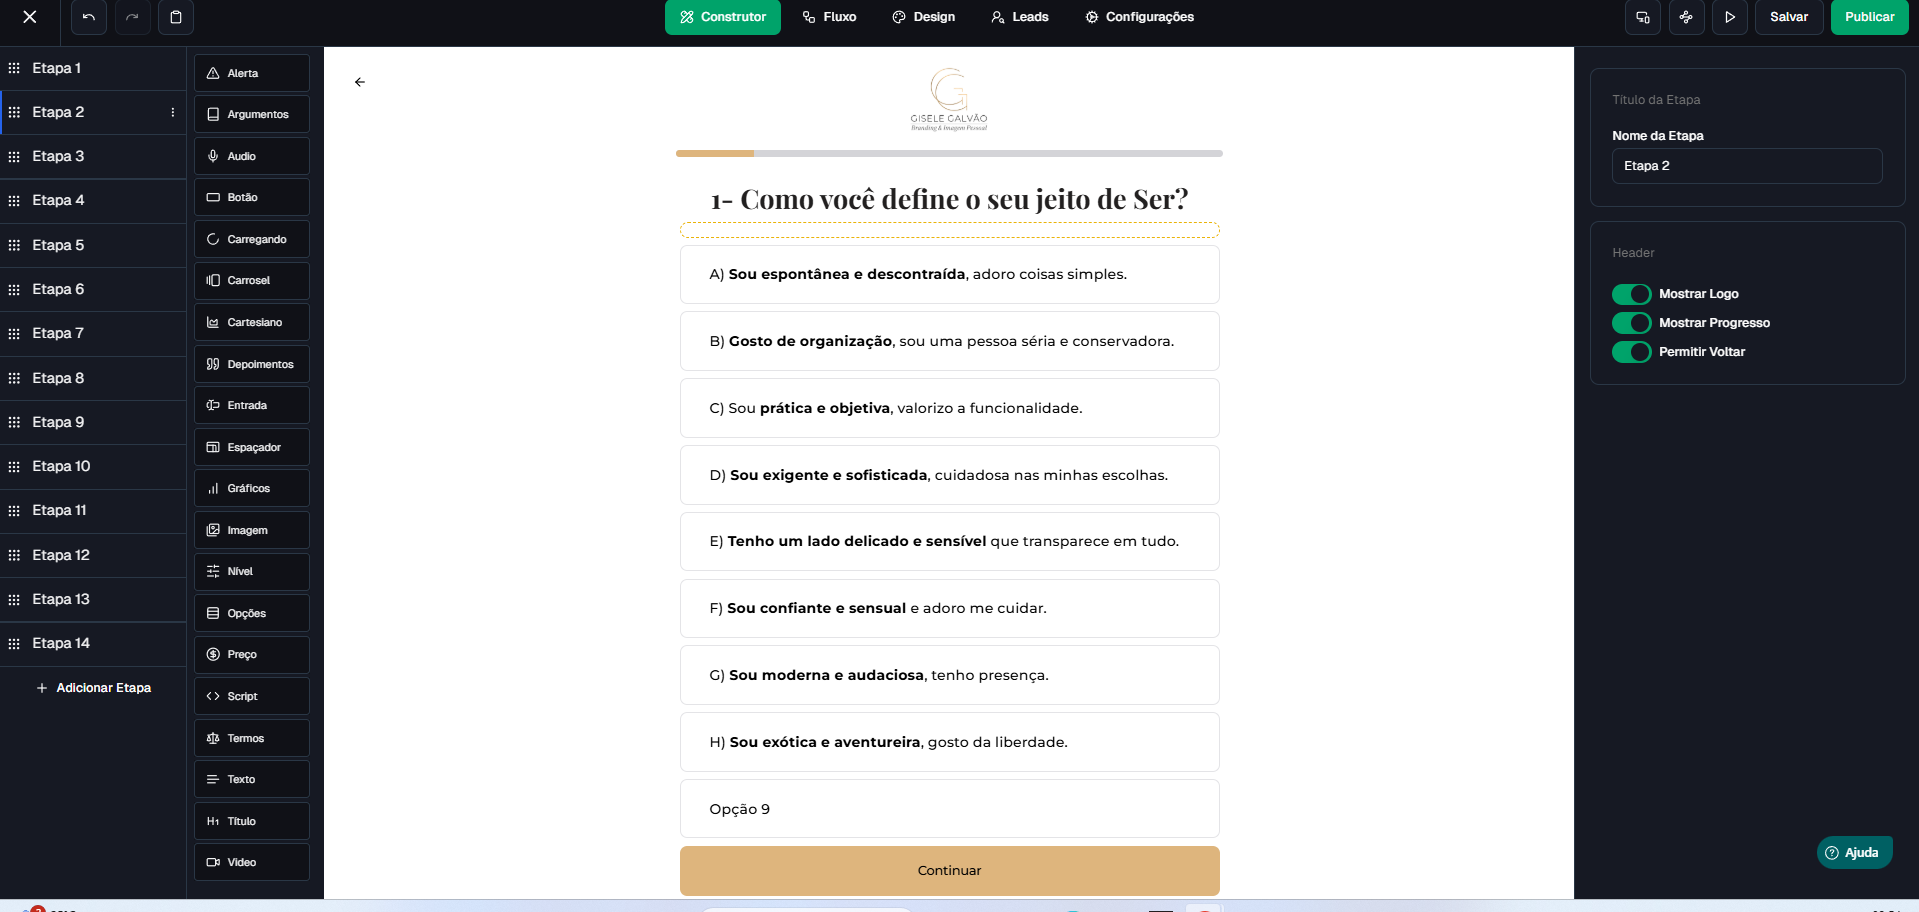 Construtor
Fluxo
Design
Leads
Configurações
Salvar
Publicar
Etapa 1
Etapa 2
Etapa 3
Etapa 4
Etapa 5
Etapa 6
Etapa 7
Etapa 8
Etapa 9
Etapa 10
Etapa 11
Etapa 12
Etapa 13
Etapa 14
Adicionar Etapa
Alerta
Argumentos
Audio
Botão
Carregando
Carrosel
Cartesiano
Depoimentos
Entrada
Espaçador
Gráficos
Imagem
Nível
Opções
Preço
Script
Termos
Texto
H1 Título
Video
GISELE GALVÃO
Branding & Imagem Pessoal
1- Como você define o seu jeito de Ser?
A) Sou espontânea e descontraída, adoro coisas simples.
B) Gosto de organização, sou uma pessoa séria e conservadora.
C) Sou prática e objetiva, valorizo a funcionalidade.
D) Sou exigente e sofisticada, cuidadosa nas minhas escolhas.
E) Tenho um lado delicado e sensível que transparece em tudo.
F) Sou confiante e sensual e adoro me cuidar.
G) Sou moderna e audaciosa, tenho presença.
H) Sou exótica e aventureira, gosto da liberdade.
Opção 9
Continuar
Título da Etapa
Nome da Etapa
Etapa 2
Header
Mostrar Logo
Mostrar Progresso
Permitir Voltar
Ajuda